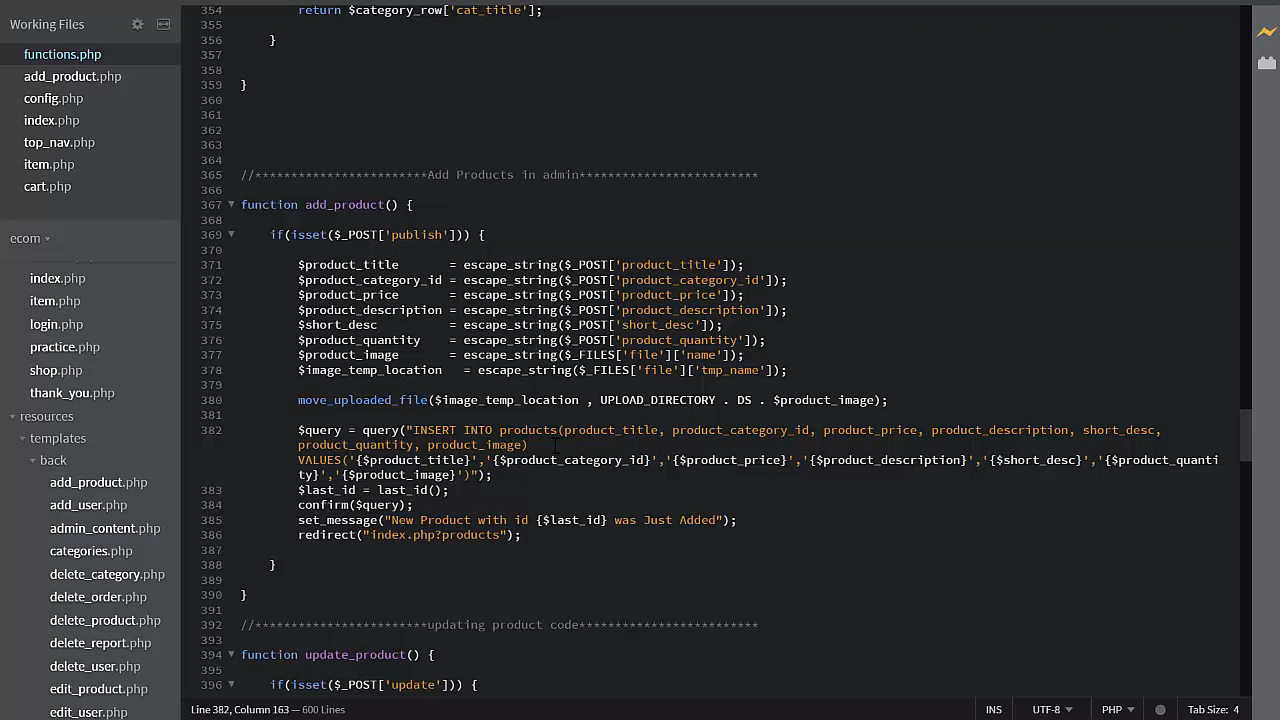 Working Files
functions.php
add_product.php
config.php
index.php
top_nav.php
item.php
cart.php
ecom
index.php
item.php
login.php
practice.php
shop.php
thank_you.php
resources
templates
back
add_product.php
add_user.php
admin_content.php
categories.php
delete_category.php
delete_order.php
delete_product.php
delete_report.php
delete_user.php
edit_product.php
edit_user.php
354 return $category_row['cat_title'];
355
356 }
357
358
359 }
360
361
362
363
364
365 //************************Add Products in admin*************************
366
367 function add_product() {
368
369 if(isset($_POST['publish'])) {
370
371 $product_title = escape_string($_POST['product_title']);
372 $product_category_id = escape_string($_POST['product_category_id']);
373 $product_price = escape_string($_POST['product_price']);
374 $product_description = escape_string($_POST['product_description']);
375 $short_desc = escape_string($_POST['short_desc']);
376 $product_quantity = escape_string($_POST['product_quantity']);
377 $product_image = escape_string($_FILES['file']['name']);
378 $image_temp_location = escape_string($_FILES['file']['tmp_name']);
379
380 move_uploaded_file($image_temp_location , UPLOAD_DIRECTORY . DS . $product_image);
381
382 $query = query("INSERT INTO products(product_title, product_category_id, product_price, product_description, short_desc,
product_quantity, product_image)
VALUES('{$product_title}','{$product_category_id}','{$product_price}','{$product_description}','{$short_desc}','{$product_quanti
ty}','{$product_image}')");
383 $last_id = last_id();
384 confirm($query);
385 set_message("New Product with id {$last_id} was Just Added");
386 redirect("index.php?products");
387
388 }
389
390 }
391
392 //************************updating product code*************************
393
394 function update_product() {
395
396 if(isset($_POST['update'])) {
Line 382, Column 163 — 600 Lines
INS
UTF-8
PHP
Tab Size: 4